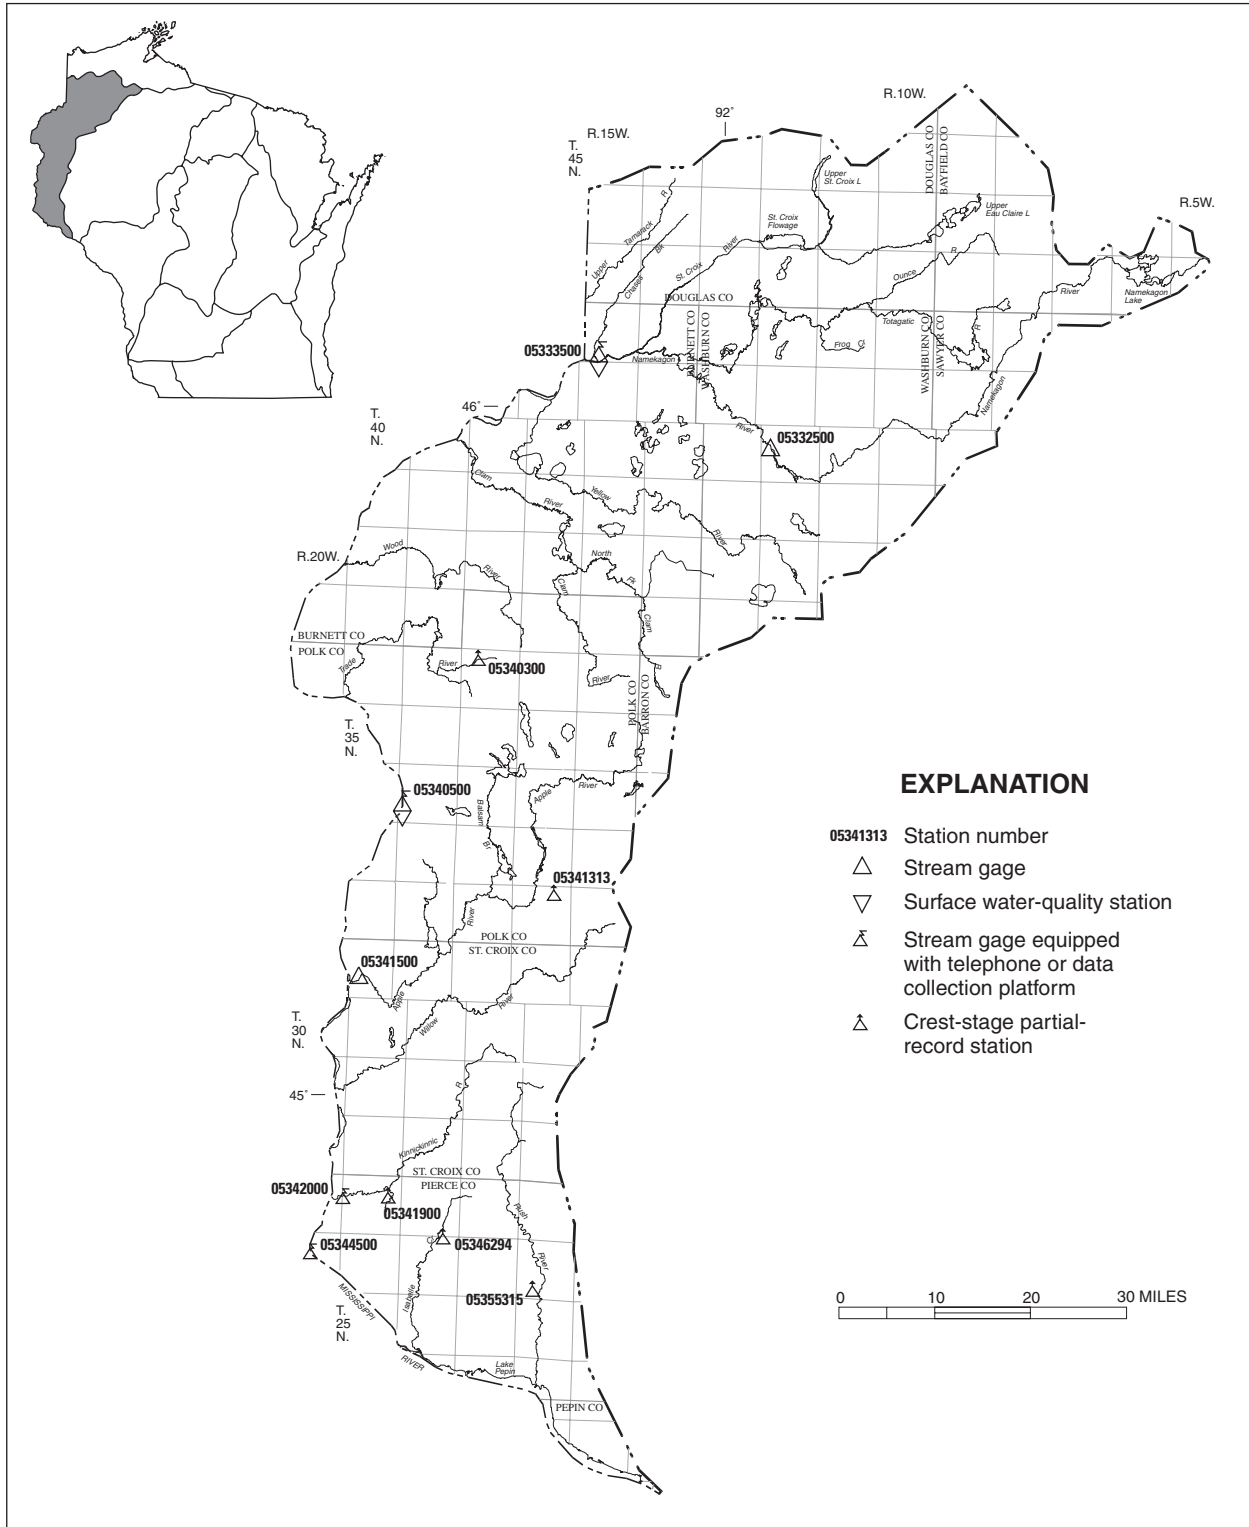 R.10W.
92°
R.15W.
T.
45
N.
DOUGLAS CO
BAYFIELD CO
Upper
St. Croix L
R.5W.
Upper
Eau Claire L
St. Croix
Flowage
R
Tamarack
Upper
Bk
Chases
River
St. Croix
R
Ounce
River
Namekagon
Lake
DOUGLAS CO
BURNETT CO
WASHBURN CO
Totagatic
R
WASHBURN CO
SAWYER CO
Frog Cl
05333500
Namekagon
Namekagon
46°
T.
40
N.
River
05332500
Clam
River
Yellow
River
R.20W.
Wood
River
North
Fk
Clam
Clam
R
BURNETT CO
POLK CO
Trade
River
05340300
River
POLK CO
BARRON CO
T.
35
N.
EXPLANATION
05341313 Station number
Stream gage
Surface water-quality station
Stream gage equipped
with telephone or data
collection platform
Crest-stage partial-
record station
05340500
Balsam
Br
Apple
River
05341313
River
POLK CO
ST. CROIX CO
05341500
Apple
River
Willow
T.
30
N.
45°
R
Kinnickinnic
ST. CROIX CO
PIERCE CO
05342000
05341900
Rush
05344500
Cl
05346294
River
05355315
Isabelle
MISSISSIPPI
T.
25
N.
RIVER
Lake
Pepin
PEPIN CO
0 10 20 30 MILES